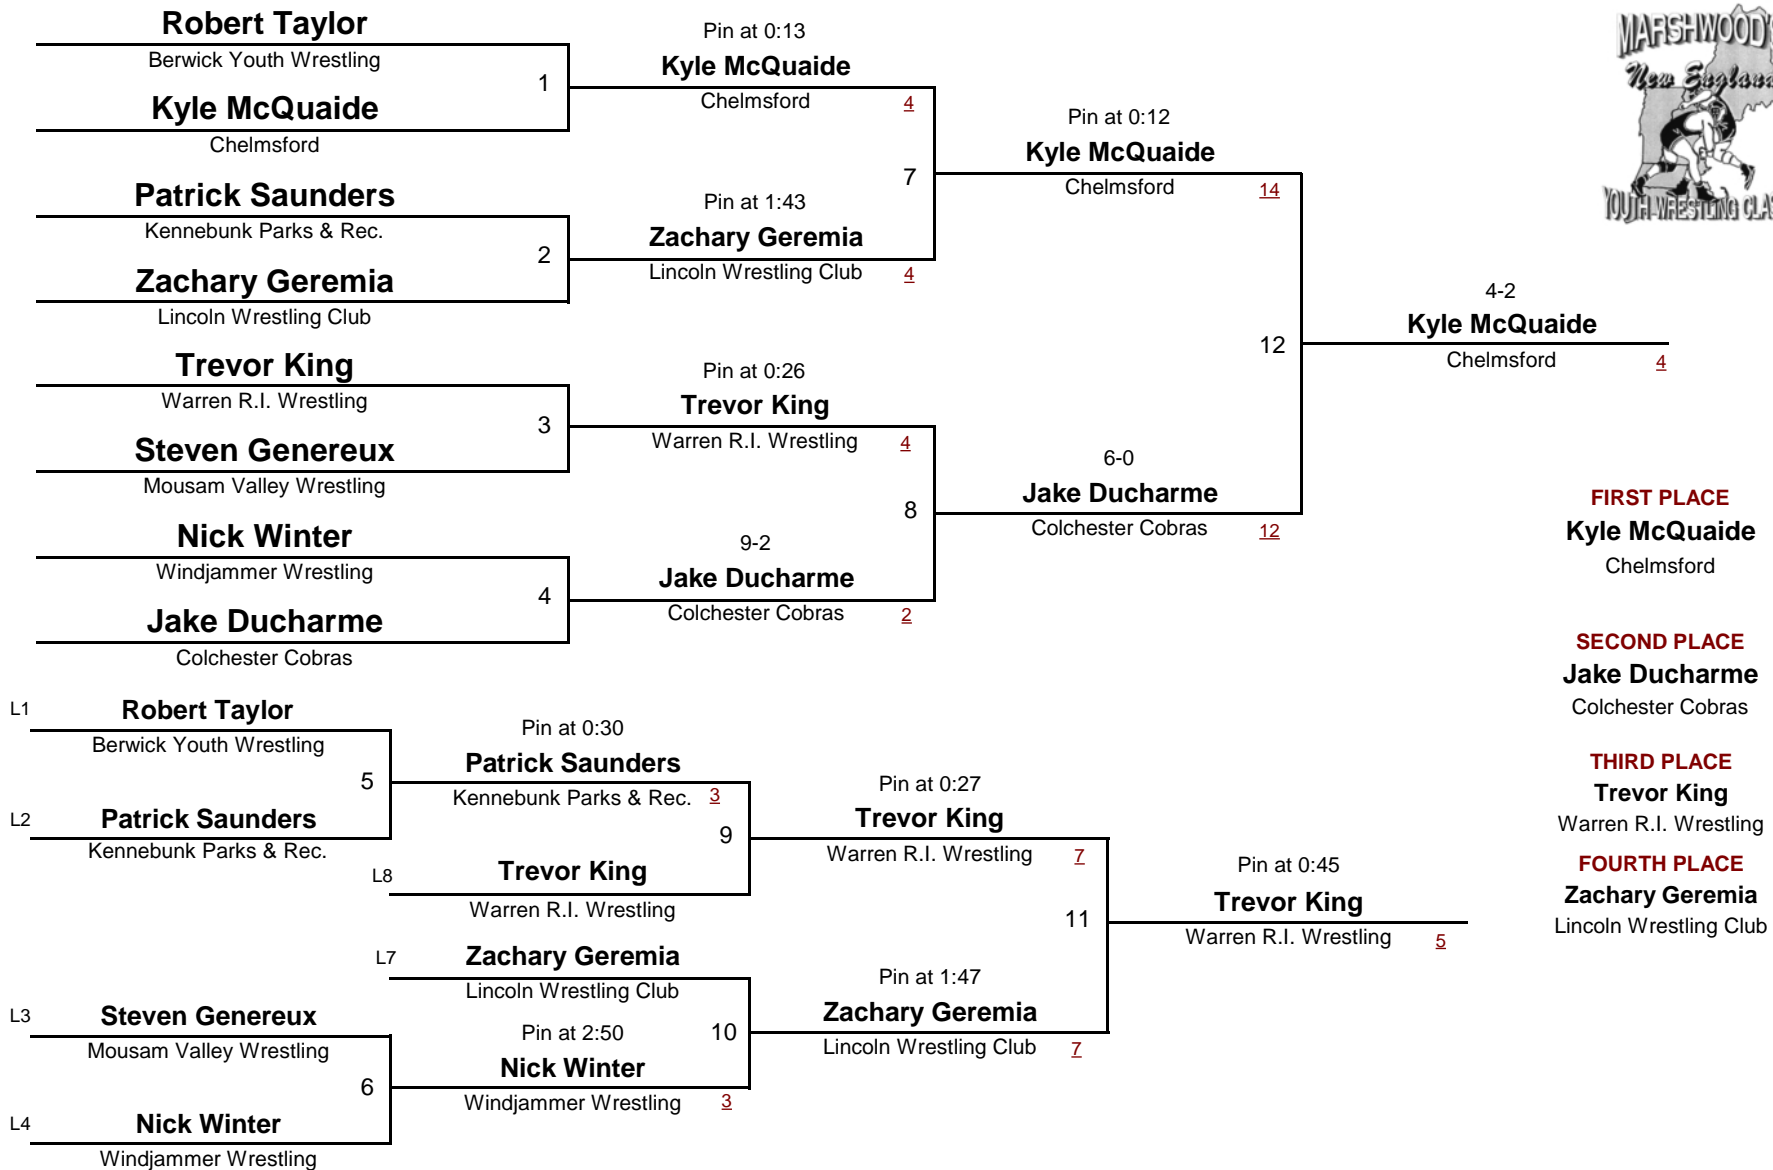 Robert Taylor
Berwick Youth Wrestling
1
Kyle McQuaide
Chelmsford
Patrick Saunders
Kennebunk Parks & Rec.
2
Zachary Geremia
Lincoln Wrestling Club
Trevor King
Warren R.I. Wrestling
3
Steven Genereux
Mousam Valley Wrestling
Nick Winter
Windjammer Wrestling
4
Jake Ducharme
Colchester Cobras
Pin at 0:13
Kyle McQuaide
Chelmsford 4
7
Pin at 1:43
Zachary Geremia
Lincoln Wrestling Club 4
Pin at 0:26
Trevor King
Warren R.I. Wrestling 4
8
9-2
Jake Ducharme
Colchester Cobras 2
Pin at 0:12
Kyle McQuaide
Chelmsford 14
12
6-0
Jake Ducharme
Colchester Cobras 12
4-2
Kyle McQuaide
Chelmsford 4
MARSHWOOD'S
New England
YOUTH WRESTLING
FIRST PLACE
Kyle McQuaide
Chelmsford
SECOND PLACE
Jake Ducharme
Colchester Cobras
THIRD PLACE
Trevor King
Warren R.I. Wrestling
FOURTH PLACE
Zachary Geremia
Lincoln Wrestling Club
L1 Robert Taylor
Berwick Youth Wrestling
5
L2 Patrick Saunders
Kennebunk Parks & Rec.
L3 Steven Genereux
Mousam Valley Wrestling
6
L4 Nick Winter
Windjammer Wrestling
Pin at 0:30
Patrick Saunders
Kennebunk Parks & Rec. 3
9
L8 Trevor King
Warren R.I. Wrestling
L7 Zachary Geremia
Lincoln Wrestling Club
Pin at 2:50 10
Nick Winter
Windjammer Wrestling 3
Pin at 0:27
Trevor King
Warren R.I. Wrestling 7
11
Pin at 1:47
Zachary Geremia
Lincoln Wrestling Club 7
Pin at 0:45
Trevor King
Warren R.I. Wrestling 5